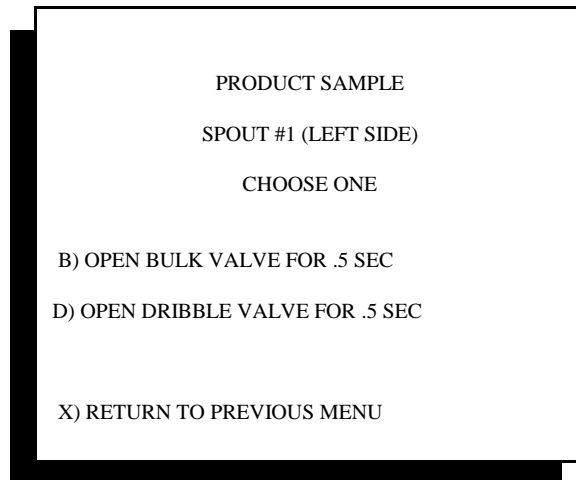 PRODUCT SAMPLE
SPOUT #1 (LEFT SIDE)
CHOOSE ONE
B) OPEN BULK VALVE FOR .5 SEC
D) OPEN DRIBBLE VALVE FOR .5 SEC
X) RETURN TO PREVIOUS MENU